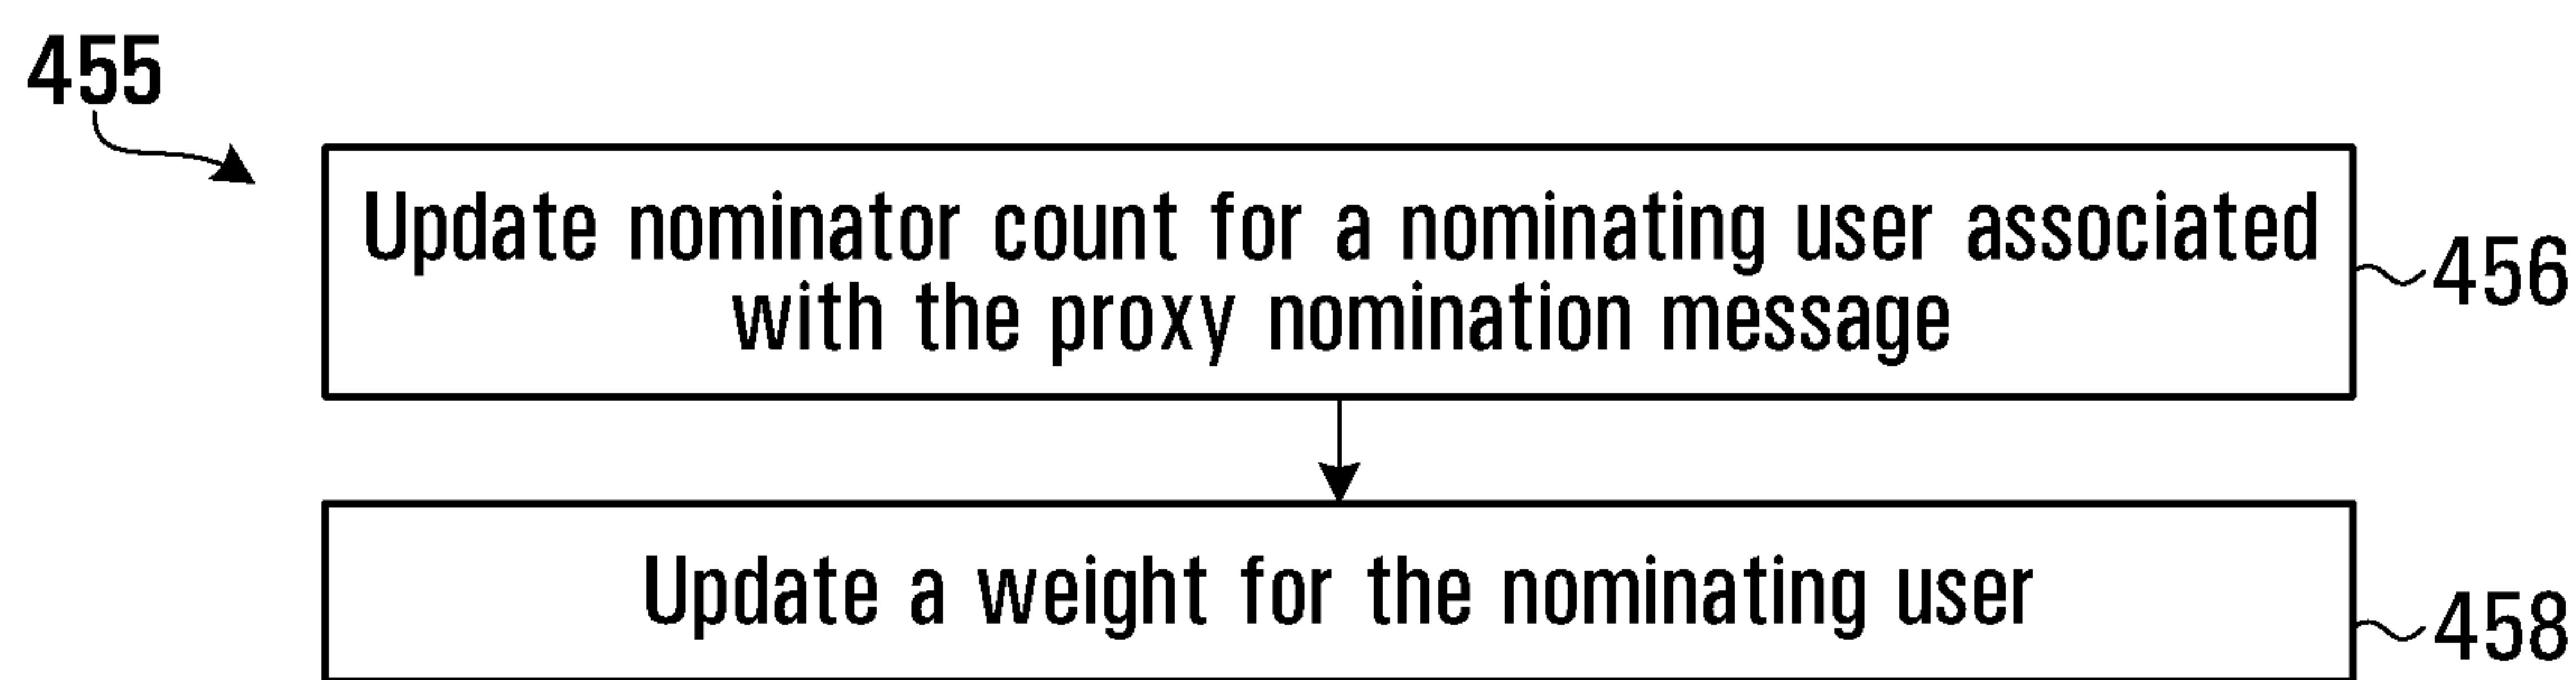 455
Update nominator count for a nominating user associated
with the proxy nomination message
456
Update a weight for the nominating user
458